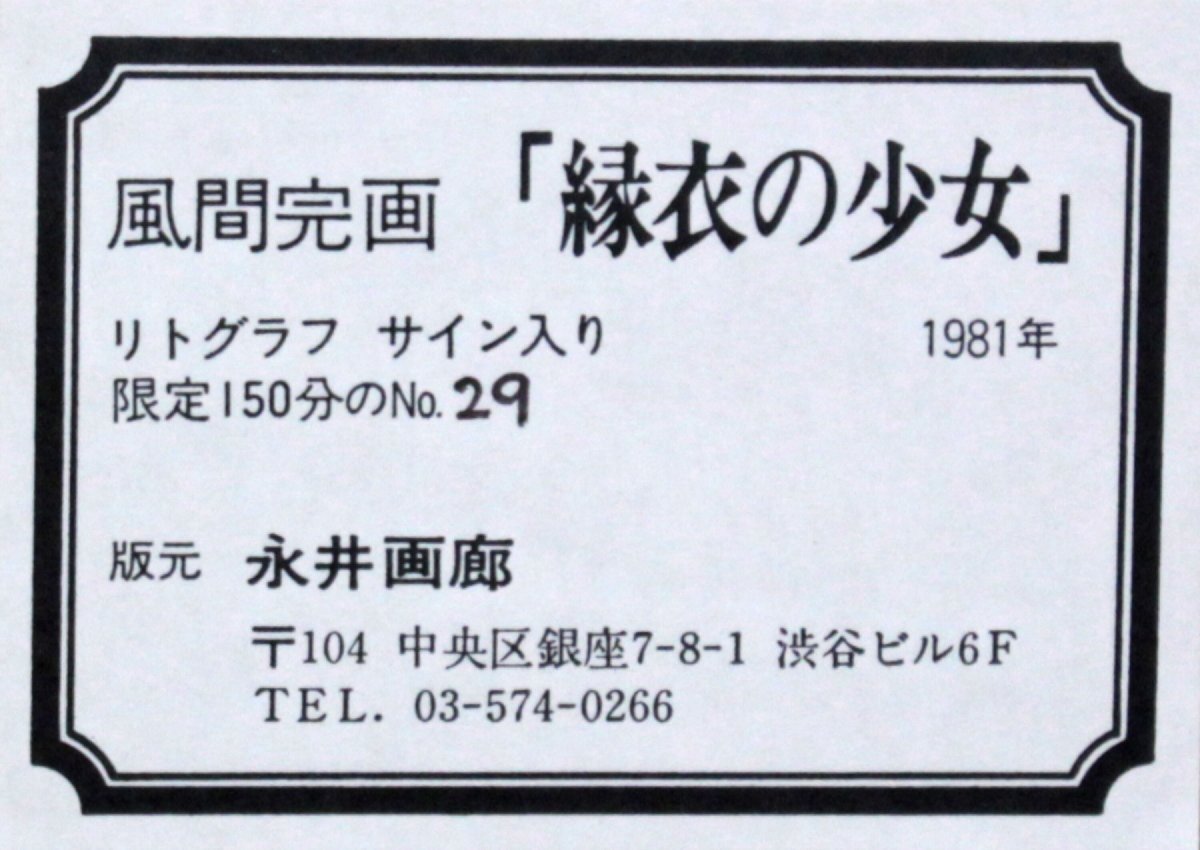 風間完画 「縁衣の少女」
リトグラフ サイン入り 1981年
限定150分のNo. 29
版元 永井画廊
〒104 中央区銀座7-8-1 渋谷ビル6F
TEL. 03-574-0266